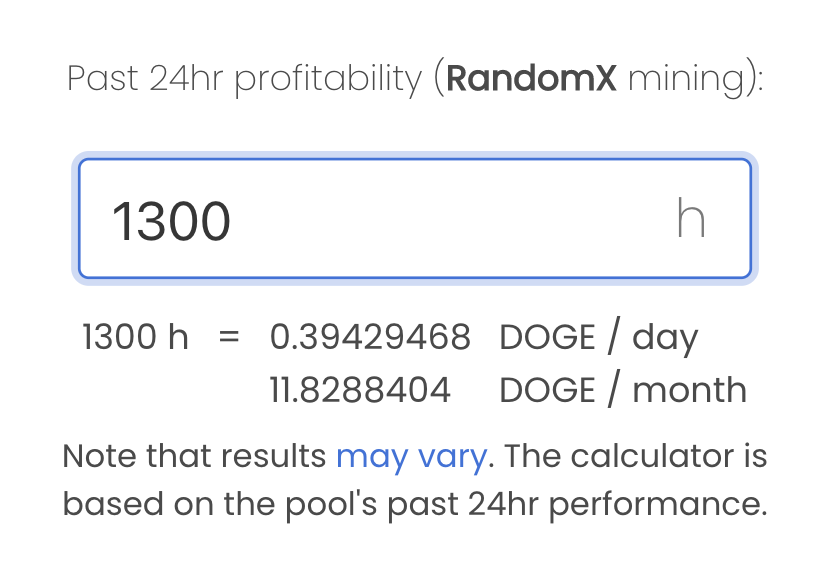 Past 24hr profitability (RandomX mining):
1300 h
1300 h = 0.39429468 DOGE / day
11.8288404 DOGE / month
Note that results may vary. The calculator is
based on the pool's past 24hr performance.